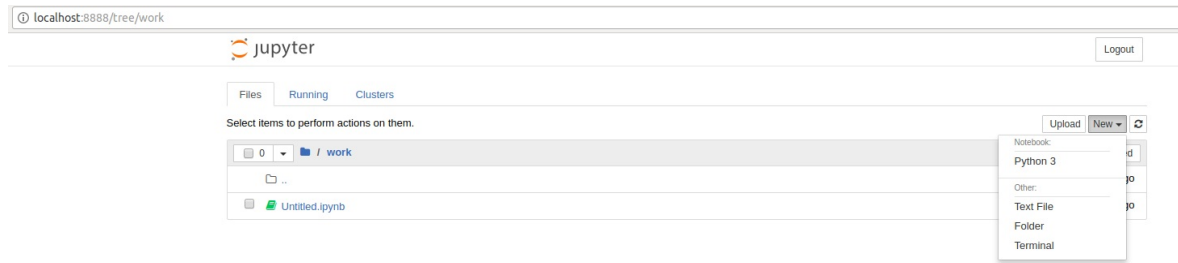 localhost:8888/tree/work
jupyter
Logout
Files Running Clusters
Select items to perform actions on them.
Upload New
0 / work
Notebook:
Python 3
..
Other:
Untitled.ipynb
Text File
Folder
Terminal